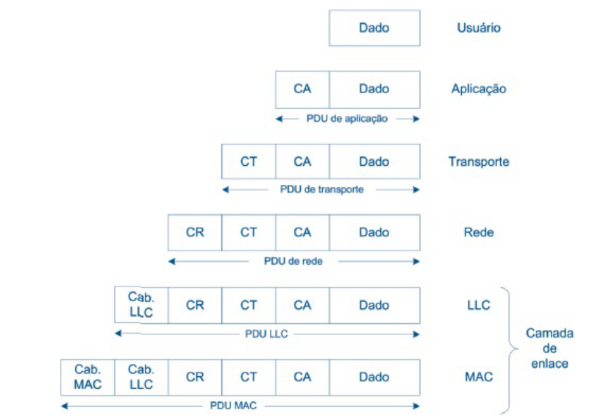 Dado Usuário
CA Dado Aplicação
PDU de aplicação
CT CA Dado Transporte
PDU de transporte
CR CT CA Dado Rede
PDU de rede
Cab. LLC CR CT CA Dado LLC
PDU LLC
Camada de enlace
Cab. MAC Cab. LLC CR CT CA Dado MAC
PDU MAC